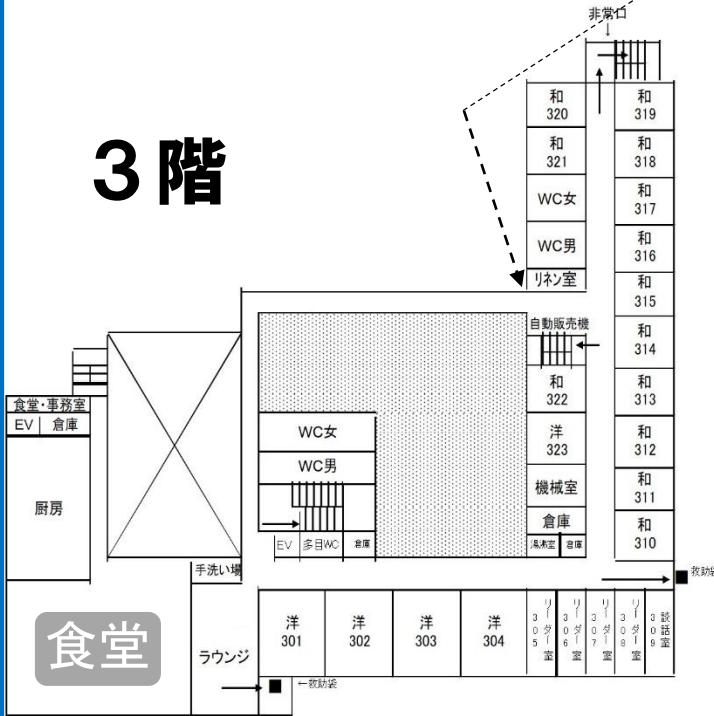 非常口
↓
3階
和
320
和
319
和
321
和
318
WC女
和
317
WC男
和
316
リネン室
和
315
自動販売機
和
314
和
322
和
313
食堂・事務室
EV
倉庫
WC女
洋
323
和
312
WC男
機械室
和
311
厨房
倉庫
和
310
EV
多目WC
倉庫
湯沸室
倉庫
手洗い場
救助袋
食堂
ラウンジ
洋
301
洋
302
洋
303
洋
304
リーダー室
305
リーダー室
306
リーダー室
307
リーダー室
308
談話室
309
←救助袋